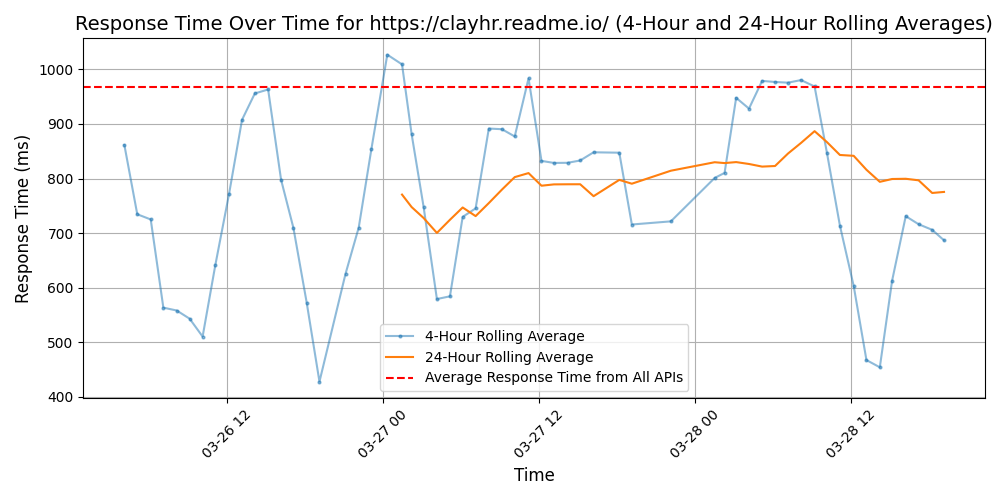 Response Time Over Time for https://clayhr.readme.io/ (4-Hour and 24-Hour Rolling Averages)
Response Time (ms)
1000
900
800
700
600
500
400
4-Hour Rolling Average
24-Hour Rolling Average
Average Response Time from All APIs
03-26 12
03-27 00
03-27 12
03-28 00
03-28 12
Time